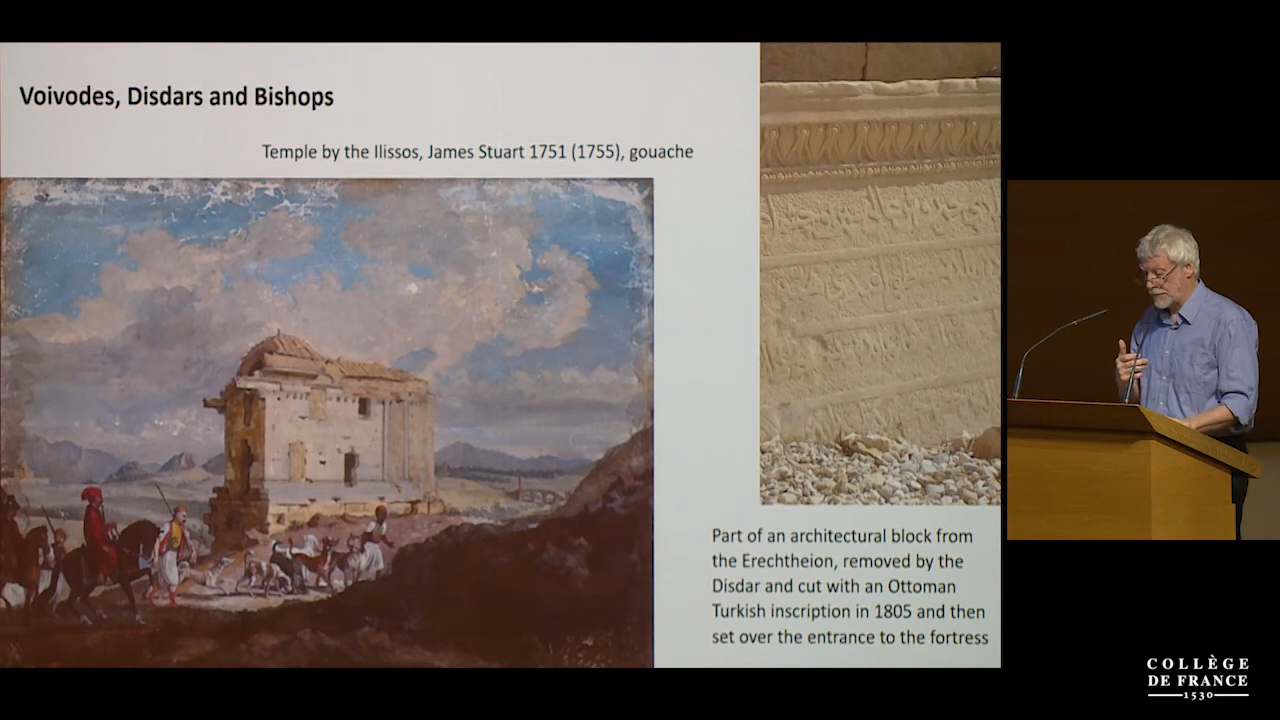 Voivodes, Disdars and Bishops
Temple by the Ilissos, James Stuart 1751 (1755), gouache
Part of an architectural block from
the Erechtheion, removed by the
Disdar and cut with an Ottoman
Turkish inscription in 1805 and then
set over the entrance to the fortress
COLLÈGE
DE FRANCE
1530